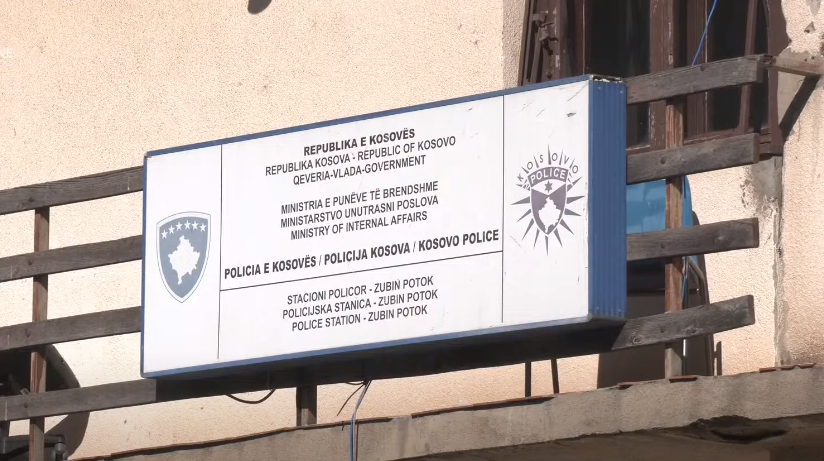 REPUBLIKA E KOSOVËS
REPUBLIKA KOSOVA - REPUBLIC OF KOSOVO
QEVERIA-VLADA-GOVERNMENT
MINISTRIA E PUNËVE TË BRENDSHME
MINISTARSTVO UNUTRASNJ POSLOVA
MINISTRY OF INTERNAL AFFAIRS
POLICIA E KOSOVËS / POLICIJA KOSOVA / KOSOVO POLICE
STACIONI POLICOR - ZUBIN POTOK
POLICIJSKA STANICA - ZUBIN POTOK
POLICE STATION - ZUBIN POTOK
KOSOVO
POLICE